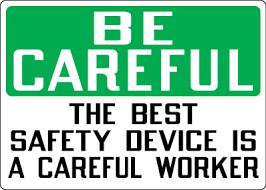 BE
CAREFUL
THE BEST
SAFETY DEVICE IS
A CAREFUL WORKER